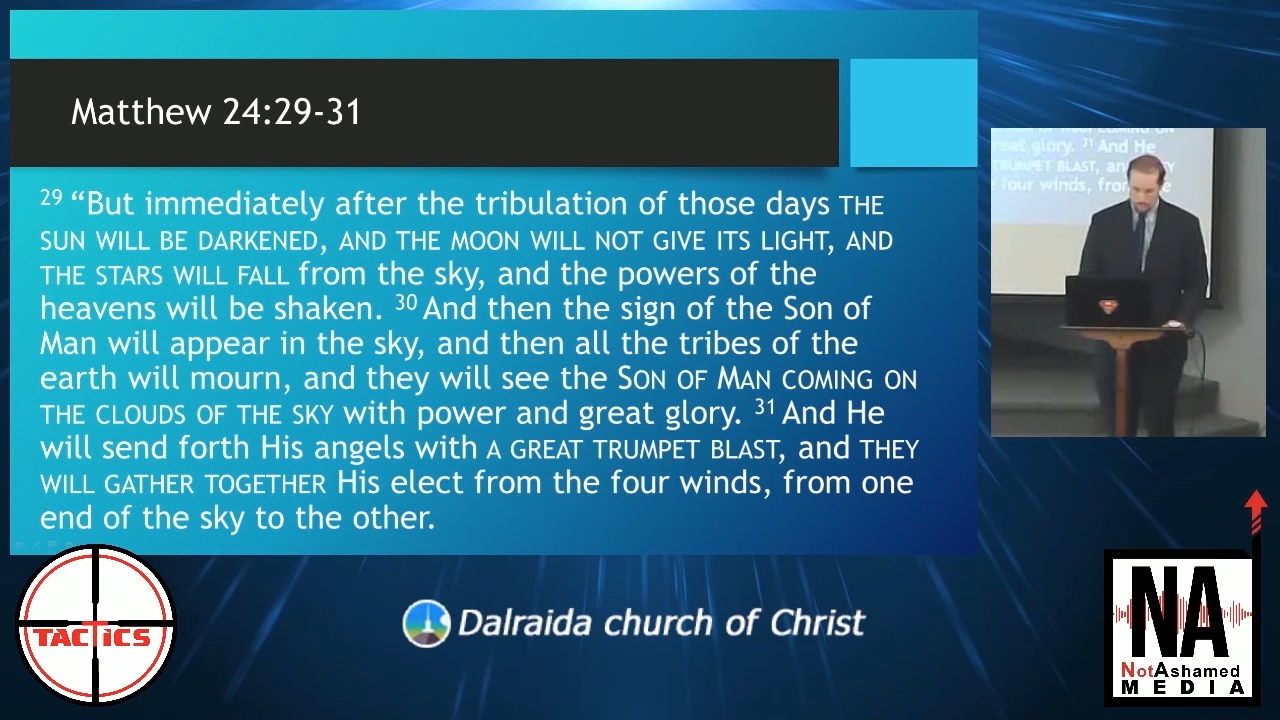 Matthew 24:29-31
29 “But immediately after the tribulation of those days THE
SUN WILL BE DARKENED, AND THE MOON WILL NOT GIVE ITS LIGHT, AND
THE STARS WILL FALL from the sky, and the powers of the
heavens will be shaken. 30 And then the sign of the Son of
Man will appear in the sky, and then all the tribes of the
earth will mourn, and they will see the SON OF MAN COMING ON
THE CLOUDS OF THE SKY with power and great glory. 31 And He
will send forth His angels with A GREAT TRUMPET BLAST, and THEY
WILL GATHER TOGETHER His elect from the four winds, from one
end of the sky to the other.
great glory. 31 And He
TRUMPET BLAST, and
four winds, from
TACTICS
Dalraida church of Christ
NA
NotAshamed
MEDIA